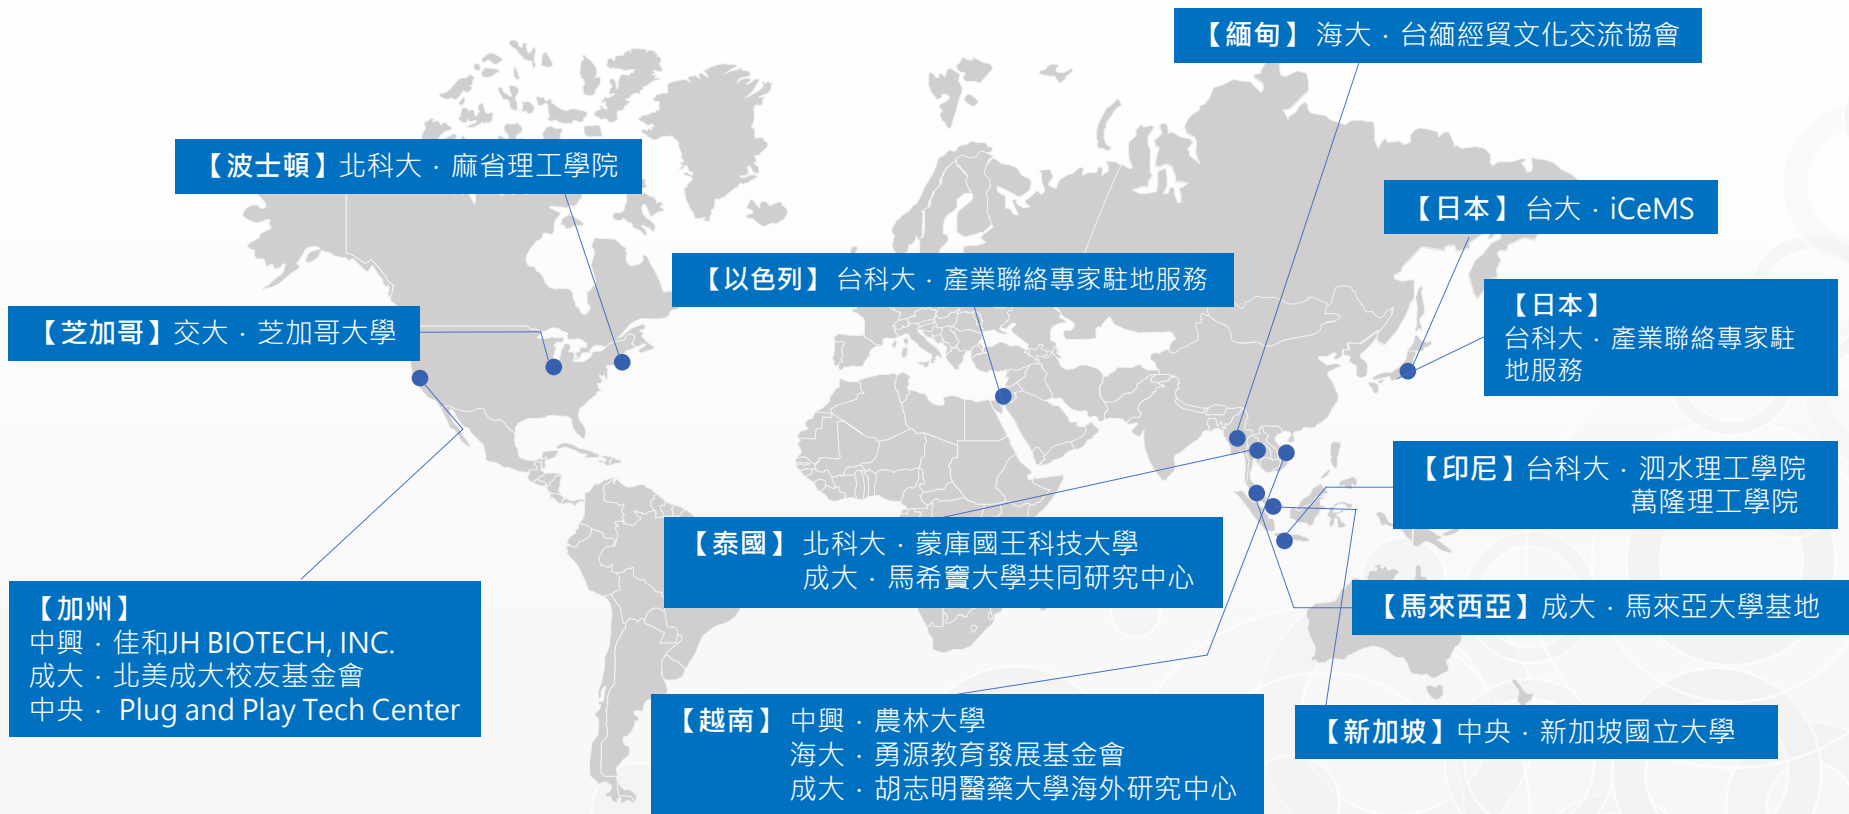 【緬甸】海大‧台緬經貿文化交流協會
【波士頓】北科大‧麻省理工學院
【日本】台大‧iCeMS
【以色列】台科大‧產業聯絡專家駐地服務
【日本】
台科大‧產業聯絡專家駐
地服務
【芝加哥】交大‧芝加哥大學
【印尼】台科大‧泗水理工學院
萬隆理工學院
【泰國】北科大‧蒙庫國王科技大學
成大‧馬希竇大學共同研究中心
【加州】
中興‧佳和JH BIOTECH, INC.
成大‧北美成大校友基金會
中央‧ Plug and Play Tech Center
【馬來西亞】成大‧馬來亞大學基地
【越南】中興‧農林大學
海大‧勇源教育發展基金會
成大‧胡志明醫藥大學海外研究中心
【新加坡】中央‧新加坡國立大學